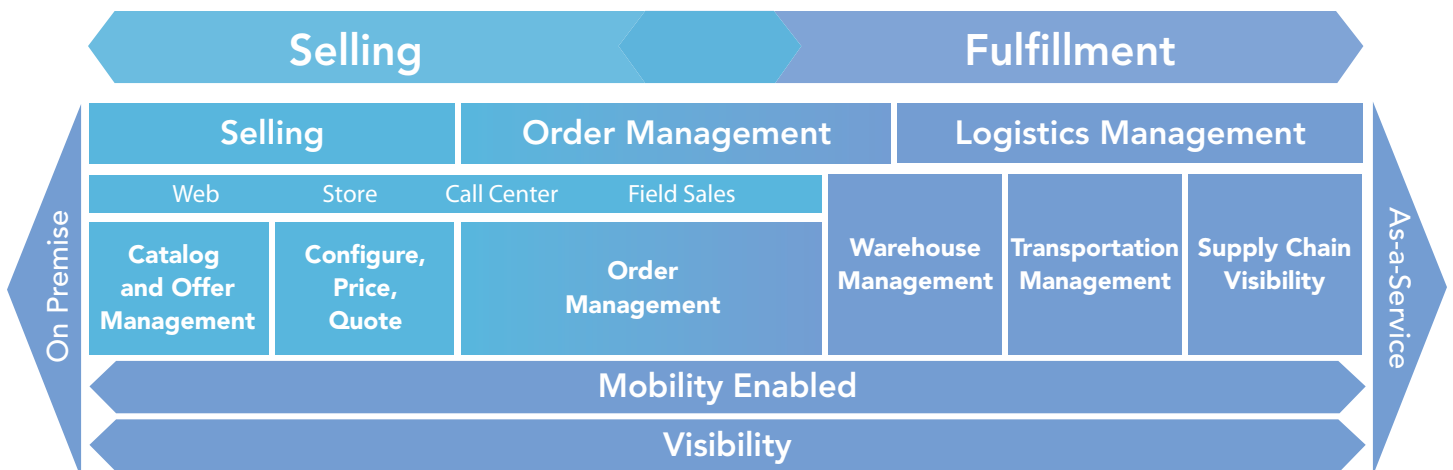 Selling
Fulfillment
Selling
Order Management
Logistics Management
Web
Store
Call Center
Field Sales
Catalog
and Offer
Management
Configure,
Price,
Quote
Order
Management
Warehouse
Management
Transportation
Management
Supply Chain
Visibility
On Premise
As-a-Service
Mobility Enabled
Visibility